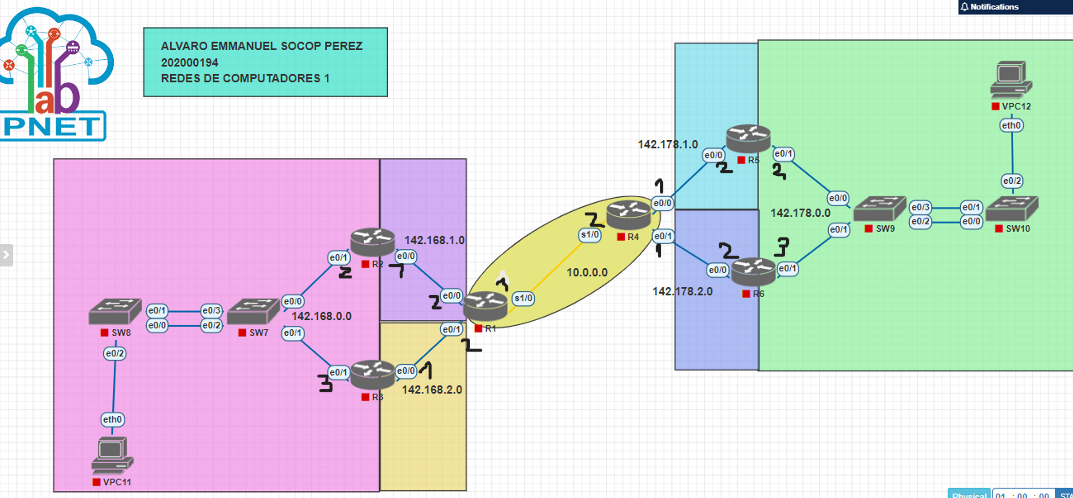 Notifications
ALVARO EMMANUEL SOCOP PEREZ
202000194
REDES DE COMPUTADORES 1
lab
PNET
VPC12
eth0
142.178.1.0
1
e0/0
2
R5
e0/1
2
e0/2
e0/0
e0/3
e0/1
e0/2
e0/0
SW9
SW10
142.178.0.0
e0/1
2
R4
e0/0
e0/1
1
s1/0
10.0.0.0
2
3
e0/0
e0/1
R6
142.178.2.0
142.168.1.0
R2
e0/1
2
e0/0
1
2
e0/0
1
s1/0
R1
e0/1
2
e0/1
e0/3
e0/0
e0/2
SW8
SW7
e0/0
142.168.0.0
e0/1
e0/2
e0/1
3
R3
e0/0
1
142.168.2.0
eth0
VPC11
Physical
01 : 00 : 00